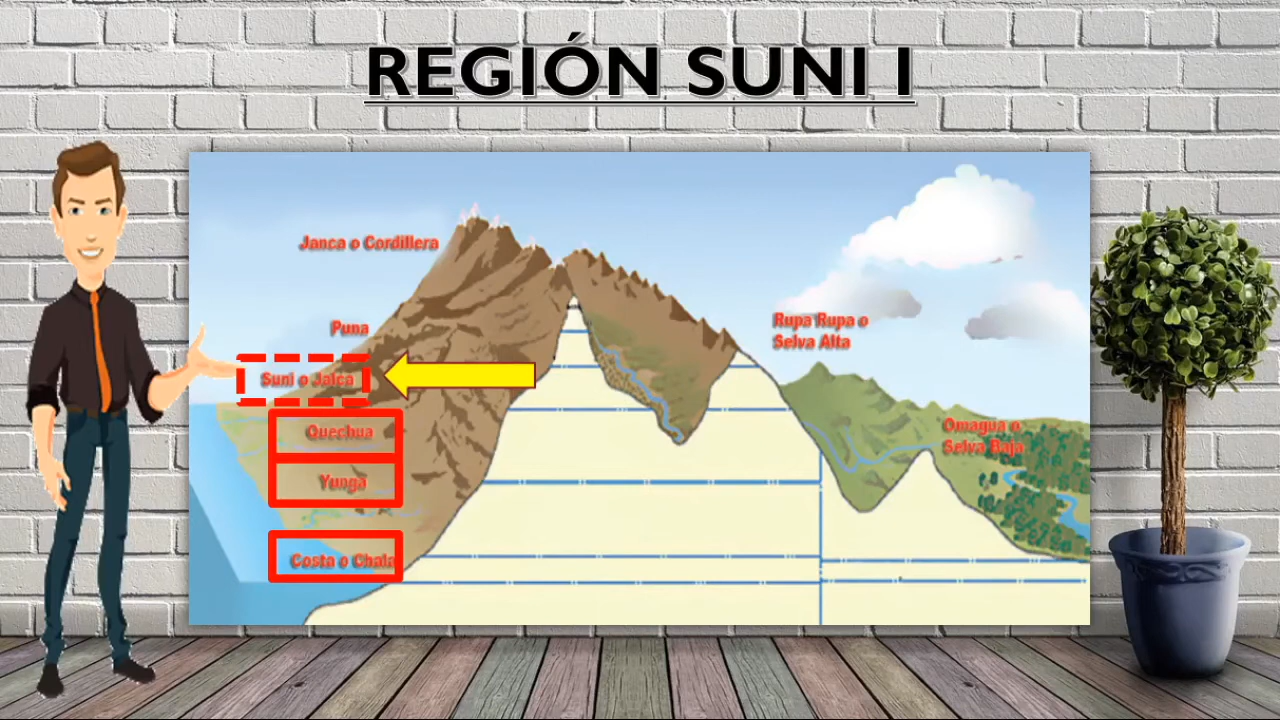 REGIÓN SUNI I
Janca o Cordillera
Puna
Suni o Jalca
Quechua
Yunga
Costa o Chala
Rupa Rupa o
Selva Alta
Omagua o
Selva Baja